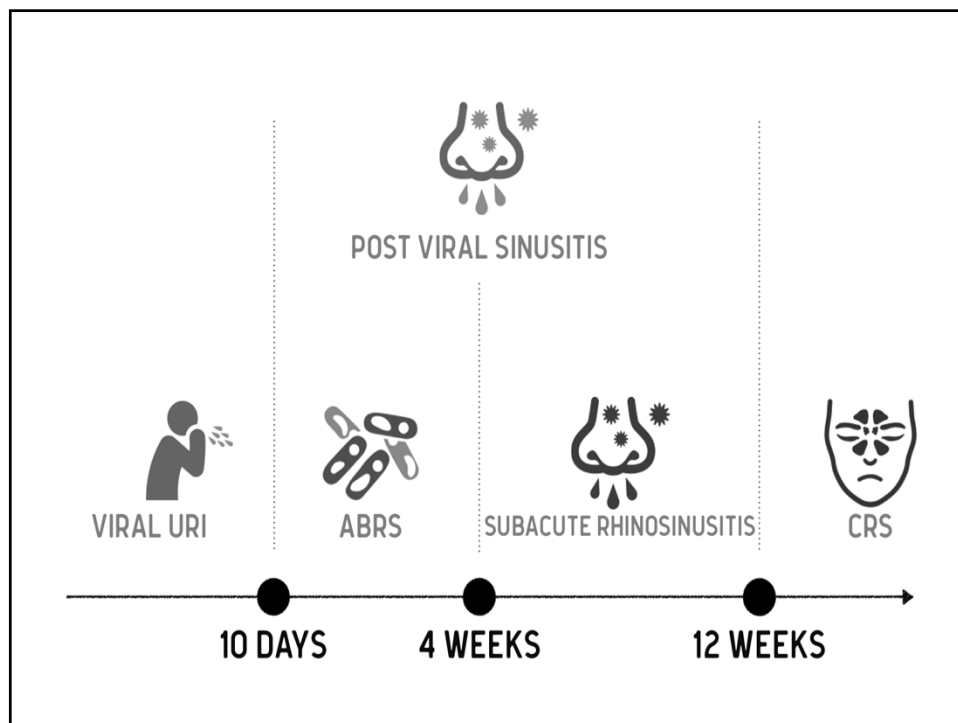 POST VIRAL SINUSITIS
VIRAL URI
ABRS
SUBACUTE RHINOSINUSITIS
CRS
10 DAYS
4 WEEKS
12 WEEKS